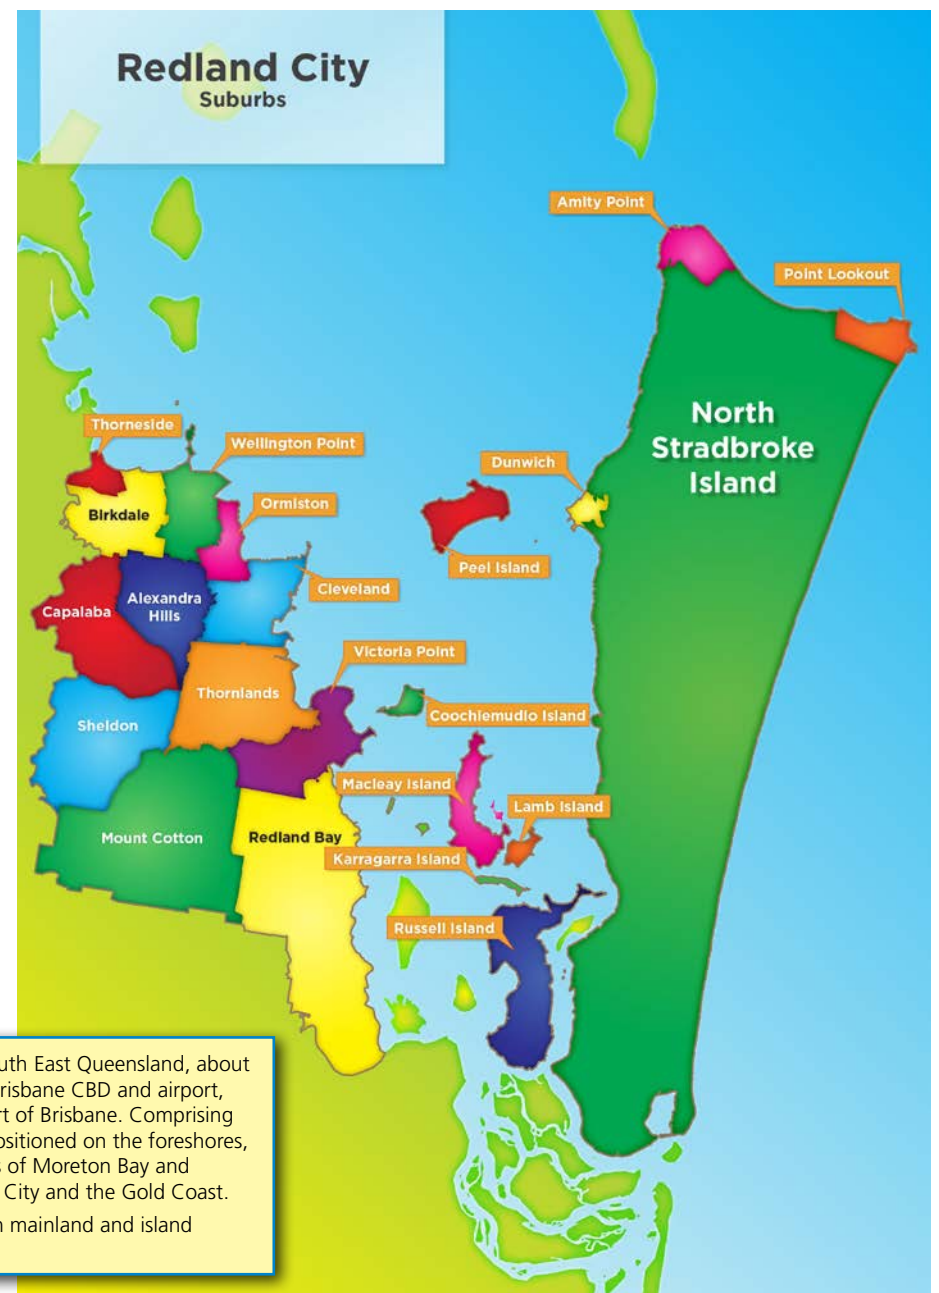 Redland City
Suburbs
Amity Point
Point Lookout
North
Stradbroke
Island
Thorneside
Wellington Point
Dunwich
Birkdale
Ormiston
Peel Island
Cleveland
Alexandra
Hills
Capalaba
Victoria Point
Thornlands
Coochiemudlo Island
Sheldon
Macleay Island
Lamb Island
Mount Cotton
Redland Bay
Karragarra Island
Russell Island
uth East Queensland, about
risbane CBD and airport,
rt of Brisbane. Comprising
ositioned on the foreshores,
s of Moreton Bay and
City and the Gold Coast.
n mainland and island